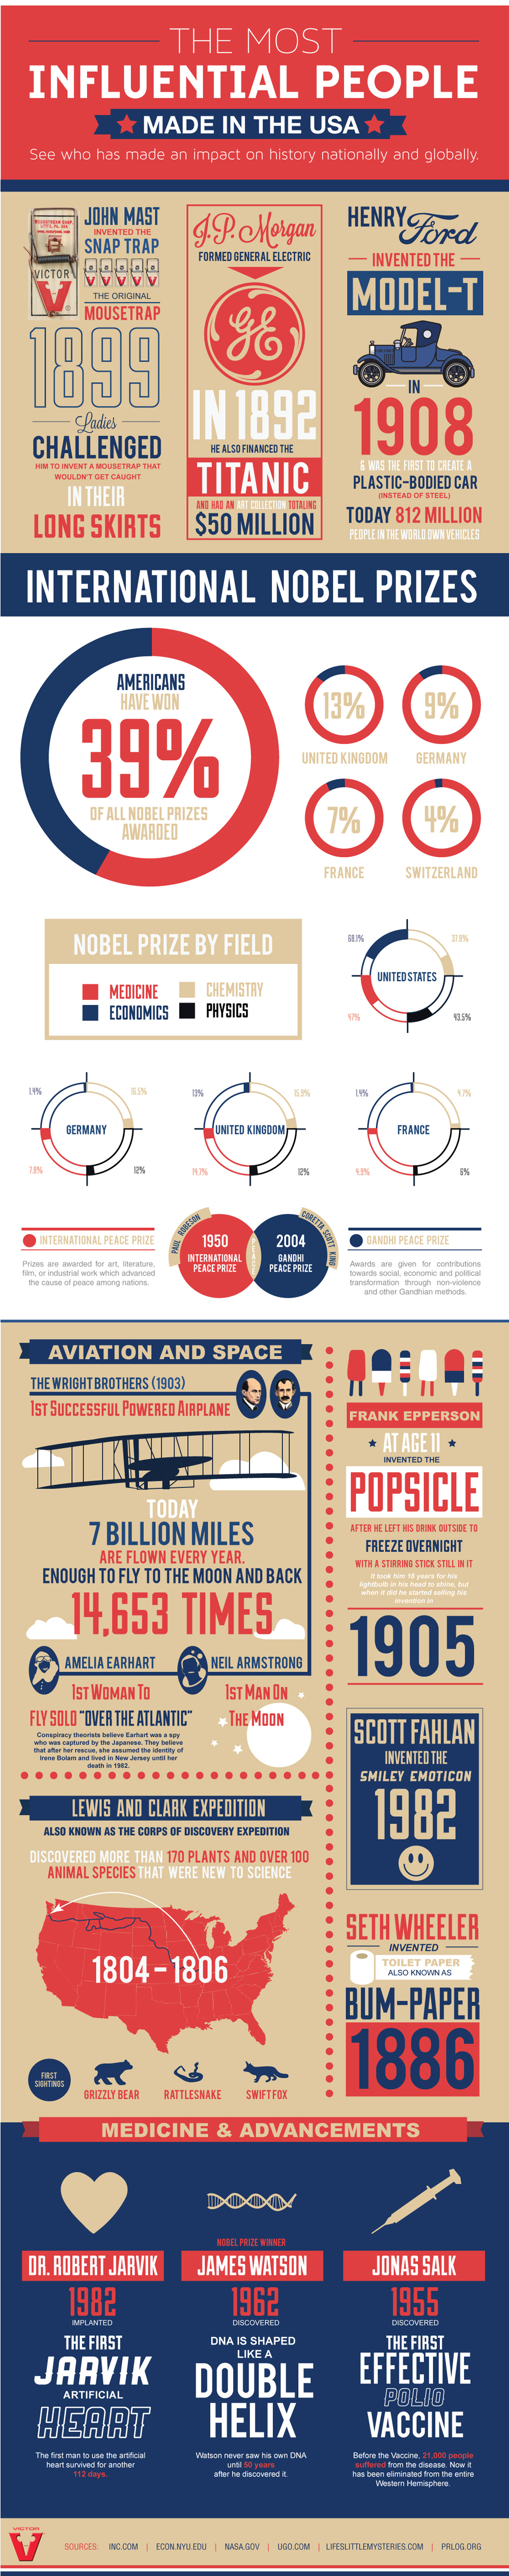 THE MOST
INFLUENTIAL PEOPLE
MADE IN THE USA
See who has made an impact on history nationally and globally.
VICTOR
JOHN MAST
INVENTED THE
SNAP TRAP
THE ORIGINAL
MOUSETRAP
1899
Ladies
CHALLENGED
HIM TO INVENT A MOUSETRAP THAT
WOULDN'T GET CAUGHT
IN THEIR
LONG SKIRTS
J.P. Morgan
FORMED GENERAL ELECTRIC
GE
IN 1892
HE ALSO FINANCED THE
TITANIC
AND HAD AN ART COLLECTION TOTALING
$50 MILLION
HENRY Ford
INVENTED THE
MODEL-T
IN
1908
& WAS THE FIRST TO CREATE A
PLASTIC-BODIED CAR
(INSTEAD OF STEEL)
TODAY 812 MILLION
PEOPLE IN THE WORLD OWN VEHICLES
INTERNATIONAL NOBEL PRIZES
AMERICANS
HAVE WON
39%
OF ALL NOBEL PRIZES
AWARDED
13%
UNITED KINGDOM
9%
GERMANY
7%
FRANCE
4%
SWITZERLAND
NOBEL PRIZE BY FIELD
MEDICINE
CHEMISTRY
ECONOMICS
PHYSICS
68.1%
37.9%
UNITED STATES
47%
43.5%
1.4%
16.5%
GERMANY
7.9%
12%
13%
15.9%
UNITED KINGDOM
14.7%
12%
1.4%
4.7%
FRANCE
4.9%
6%
INTERNATIONAL PEACE PRIZE
Prizes are awarded for art, literature,
film, or industrial work which advanced
the cause of peace among nations.
PAUL ROBESON
1950
INTERNATIONAL
PEACE PRIZE
PEACE
2004
GANDHI
PEACE PRIZE
CORETTA SCOTT KING
GANDHI PEACE PRIZE
Awards are given for contributions
towards social, economic and political
transformation through non-violence
and other Gandhian methods.
AVIATION AND SPACE
THE WRIGHT BROTHERS (1903)
1ST SUCCESSFUL POWERED AIRPLANE
TODAY
7 BILLION MILES
ARE FLOWN EVERY YEAR.
ENOUGH TO FLY TO THE MOON AND BACK
14,653 TIMES
AMELIA EARHART
1ST WOMAN TO
FLY SOLO "OVER THE ATLANTIC"
Conspiracy theorists believe Earhart was a spy
who was captured by the Japanese. They believe
that after her rescue, she assumed the identity of
Irene Bolam and lived in New Jersey until her
death in 1982.
NEIL ARMSTRONG
1ST MAN ON
THE MOON
LEWIS AND CLARK EXPEDITION
ALSO KNOWN AS THE CORPS OF DISCOVERY EXPEDITION
DISCOVERED MORE THAN 170 PLANTS AND OVER 100
ANIMAL SPECIES THAT WERE NEW TO SCIENCE
1804-1806
FIRST
SIGHTINGS
GRIZZLY BEAR
RATTLESNAKE
SWIFT FOX
FRANK EPPERSON
AT AGE 11
INVENTED THE
POPSICLE
AFTER HE LEFT HIS DRINK OUTSIDE TO
FREEZE OVERNIGHT
WITH A STIRRING STICK STILL IN IT
It took him 18 years for his
lightbulb in his head to shine, but
when it did he started selling his
invention in
1905
SCOTT FAHLAN
INVENTED THE
SMILEY EMOTICON
1982
SETH WHEELER
INVENTED
TOILET PAPER
ALSO KNOWN AS
BUM-PAPER
1886
MEDICINE & ADVANCEMENTS
DR. ROBERT JARVIK
1982
IMPLANTED
THE FIRST
JARVIK
ARTIFICIAL
HEART
The first man to use the artificial
heart survived for another
112 days.
NOBEL PRIZE WINNER
JAMES WATSON
1962
DISCOVERED
DNA IS SHAPED
LIKE A
DOUBLE
HELIX
Watson never saw his own DNA
until 50 years
after he discovered it.
JONAS SALK
1955
DISCOVERED
THE FIRST
EFFECTIVE
POLIO
VACCINE
Before the Vaccine, 21,000 people
suffered from the disease. Now it
has been eliminated from the entire
Western Hemisphere.
VICTOR
SOURCES: INC.COM | ECON.NYU.EDU | NASA.GOV | UGO.COM | LIFESLITTLEMYSTERIES.COM | PRLOG.ORG